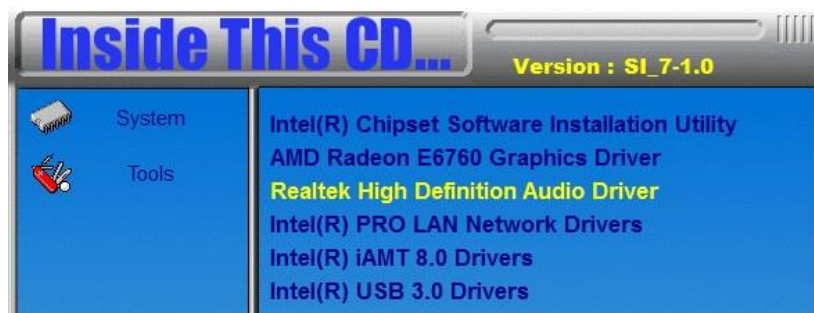 Inside This CD...
Version : SI_7-1.0
System
Tools
Intel(R) Chipset Software Installation Utility
AMD Radeon E6760 Graphics Driver
Realtek High Definition Audio Driver
Intel(R) PRO LAN Network Drivers
Intel(R) iAMT 8.0 Drivers
Intel(R) USB 3.0 Drivers